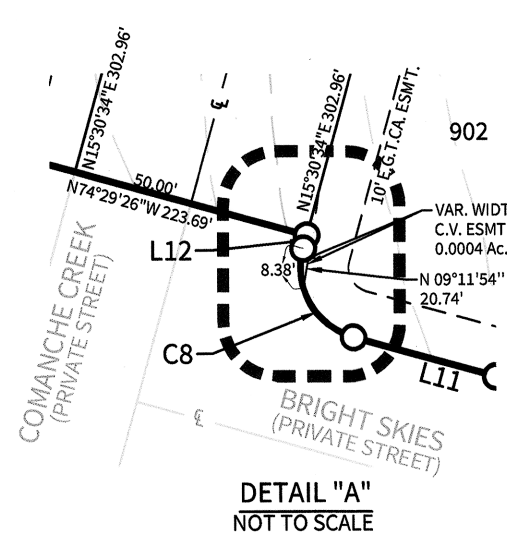 N15°30'34"E 302.96'
℄
N15°30'34"E 302.96'
10' E.G.T.CA. ESM'T.
902
50.00'
N74°29'26"W 223.69'
VAR. WIDT
C.V. ESMT
0.0004 Ac.
L12
8.38'
N 09°11'54"
20.74'
C8
L11
COMANCHE CREEK
(PRIVATE STREET)
℄
BRIGHT SKIES
(PRIVATE STREET)
DETAIL "A"
NOT TO SCALE